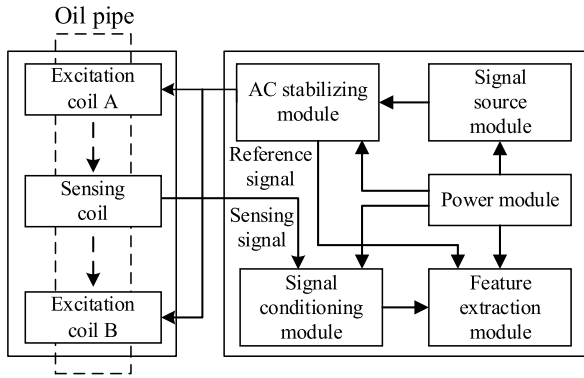 Oil pipe
Excitation
coil A
Sensing
coil
Excitation
coil B
AC stabilizing
module
Signal
source
module
Reference
signal
Sensing
signal
Power module
Signal
conditioning
module
Feature
extraction
module